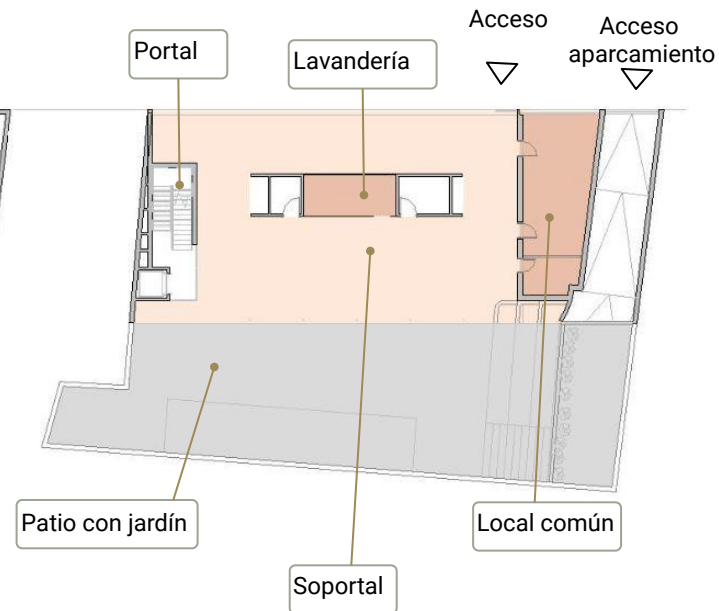 Acceso
Acceso
aparcamiento
Portal
Lavandería
Patio con jardín
Local común
Soportal